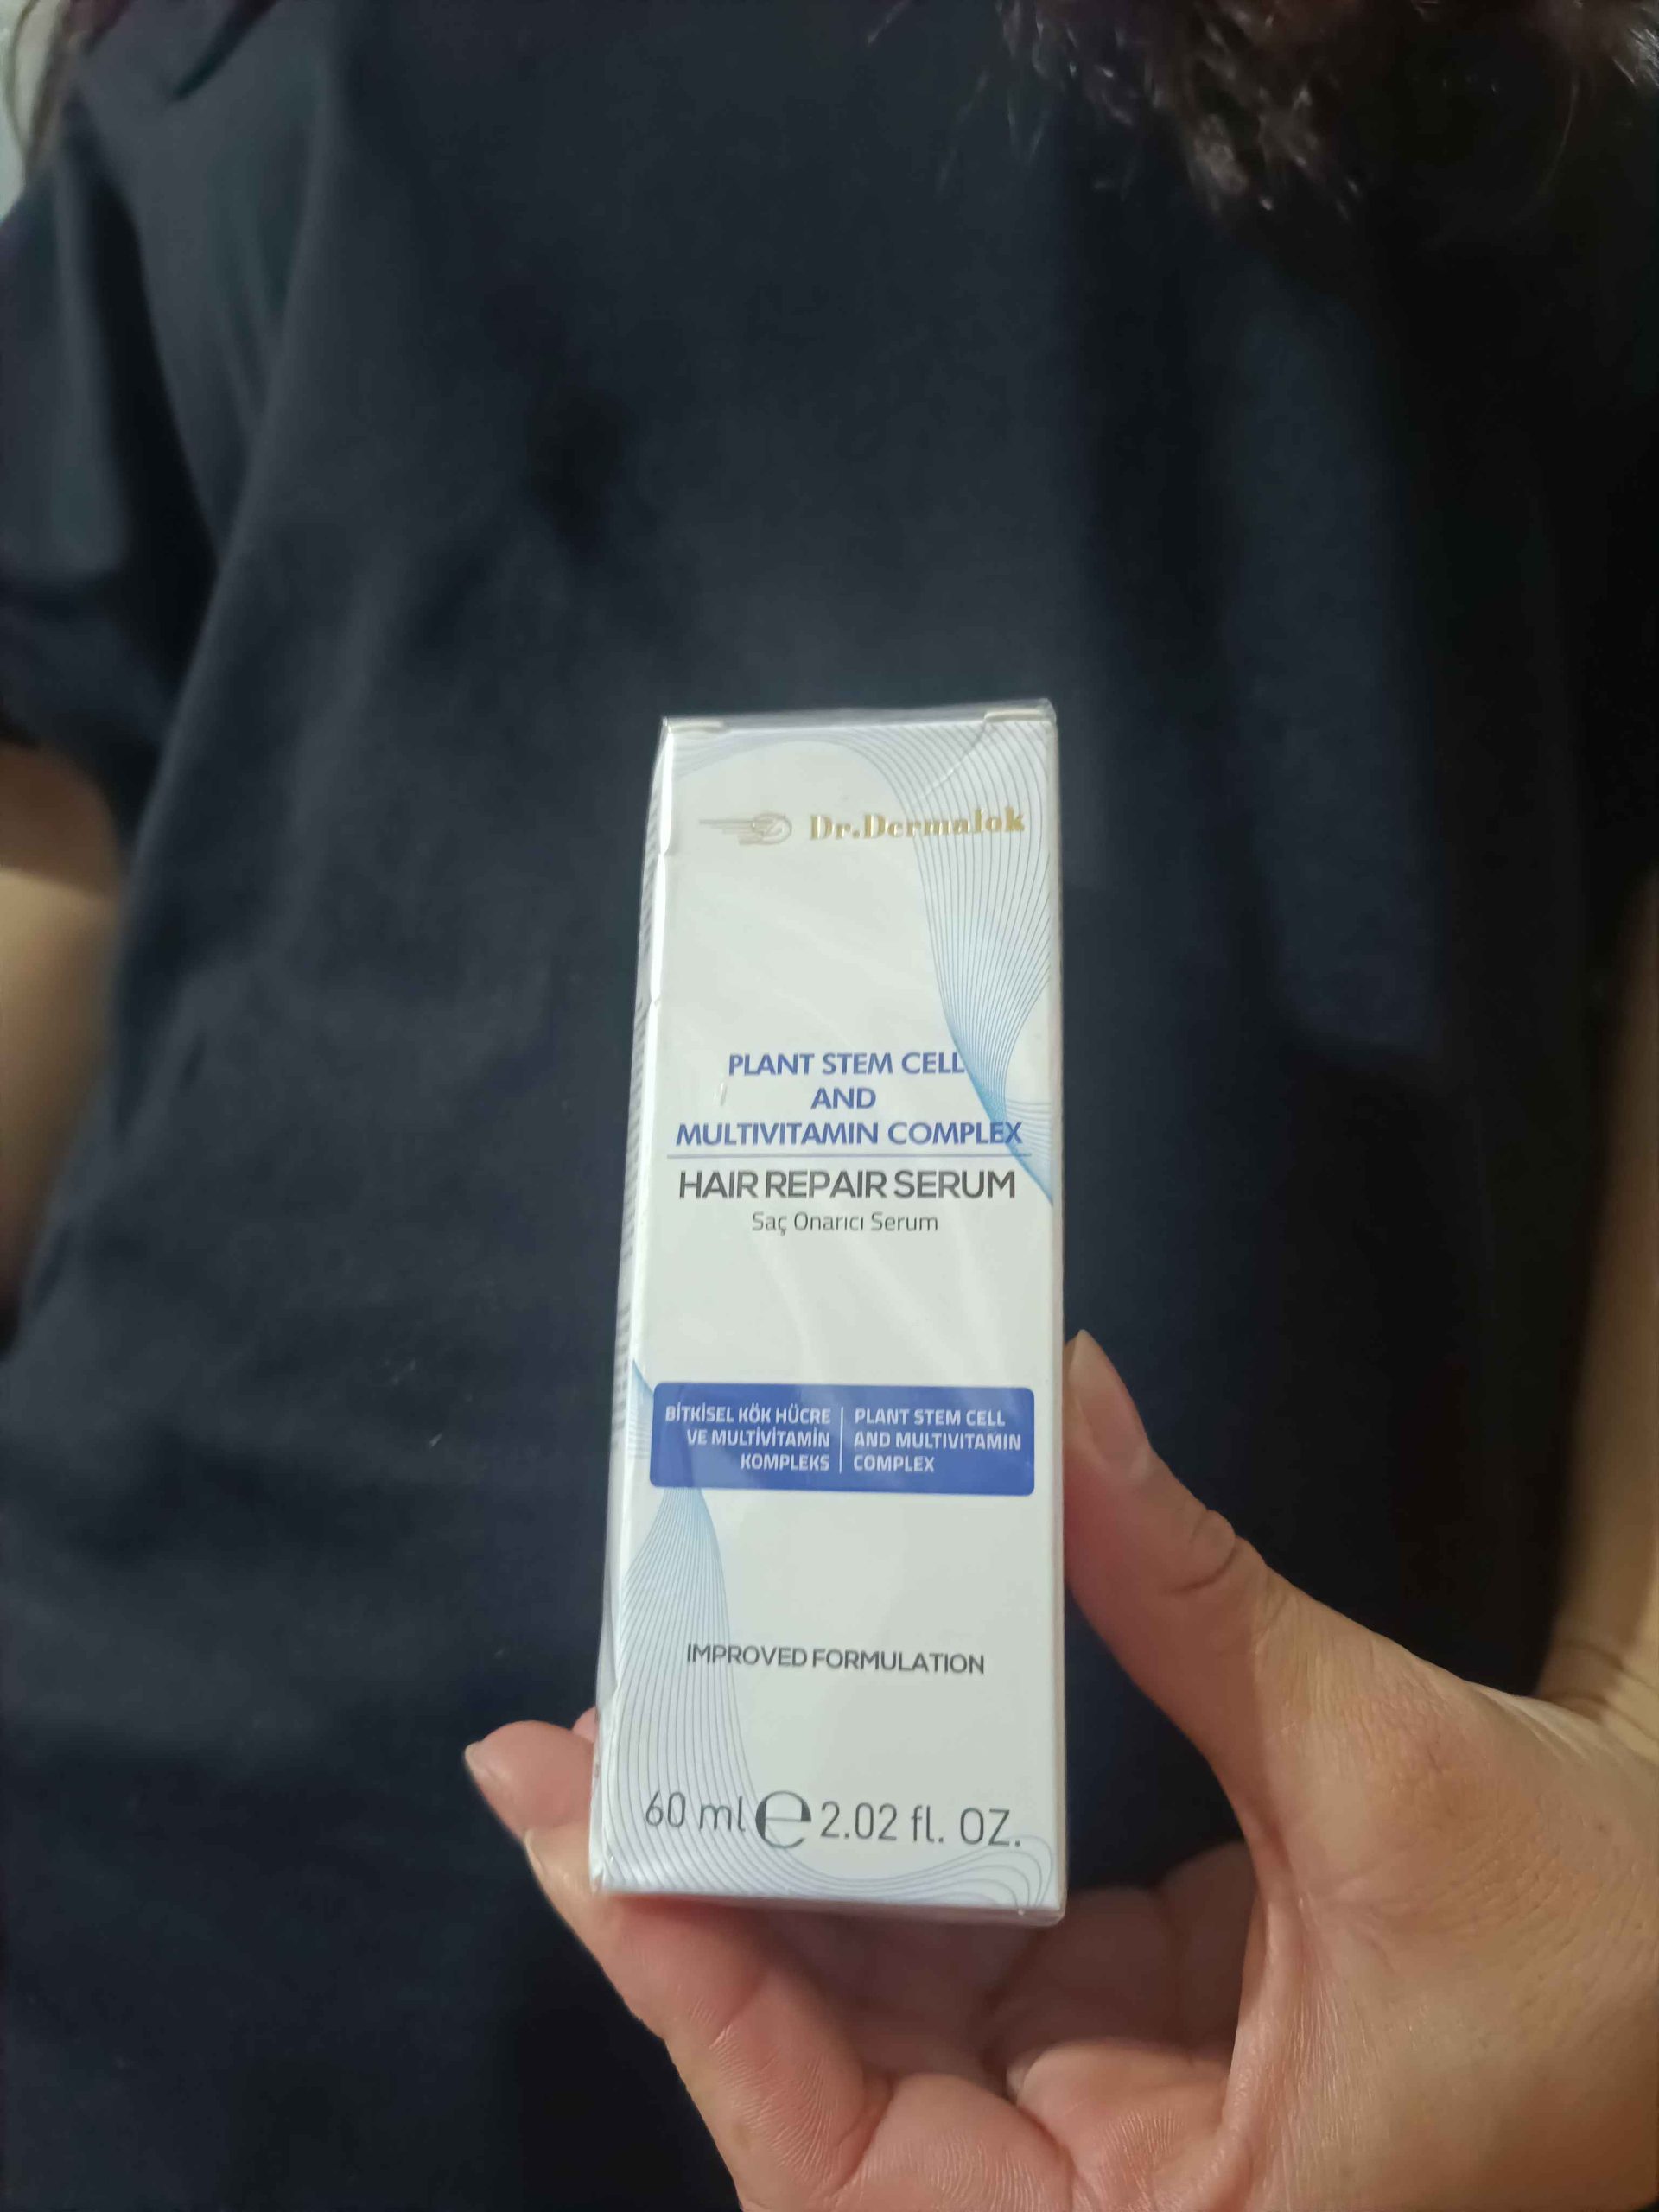 Dr.Dermalok
PLANT STEM CELL
AND
MULTIVITAMIN COMPLEX
HAIR REPAIR SERUM
Saç Onarıcı Serum
BİTKİSEL KÖK HÜCRE
VE MULTİVİTAMİN
KOMPLEKS
PLANT STEM CELL
AND MULTIVITAMIN
COMPLEX
IMPROVED FORMULATION
60 ml e 2.02 fl. OZ.